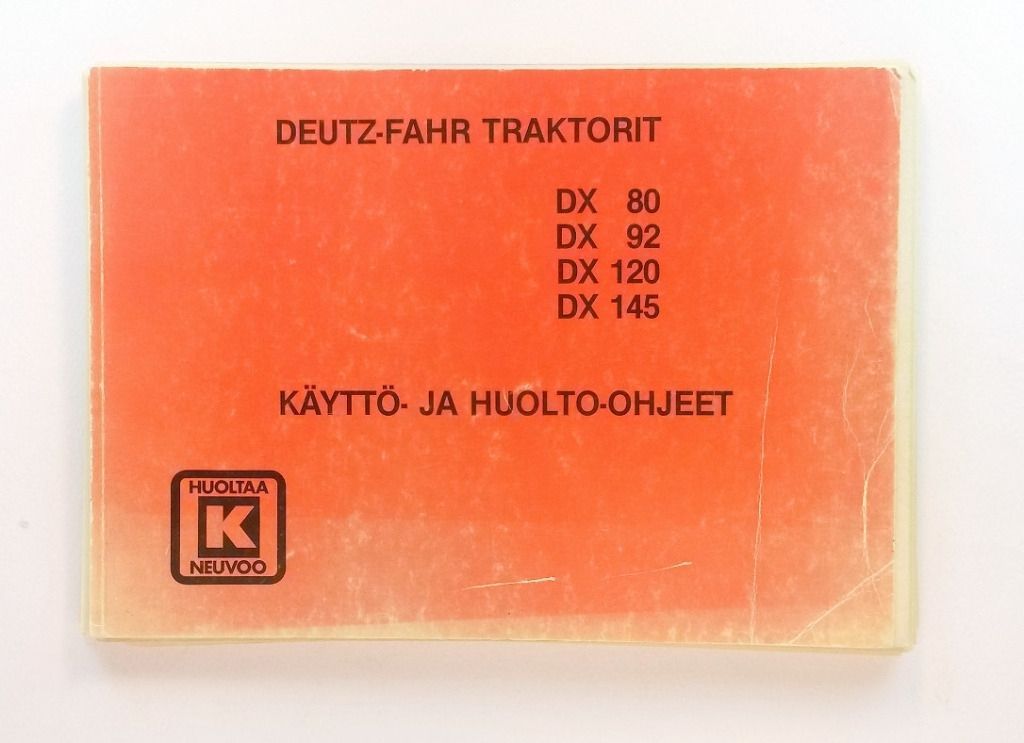 DEUTZ-FAHR TRAKTORIT
DX 80
DX 92
DX 120
DX 145
KÄYTTÖ- JA HUOLTO-OHJEET
HUOLTAA
K
NEUVOO